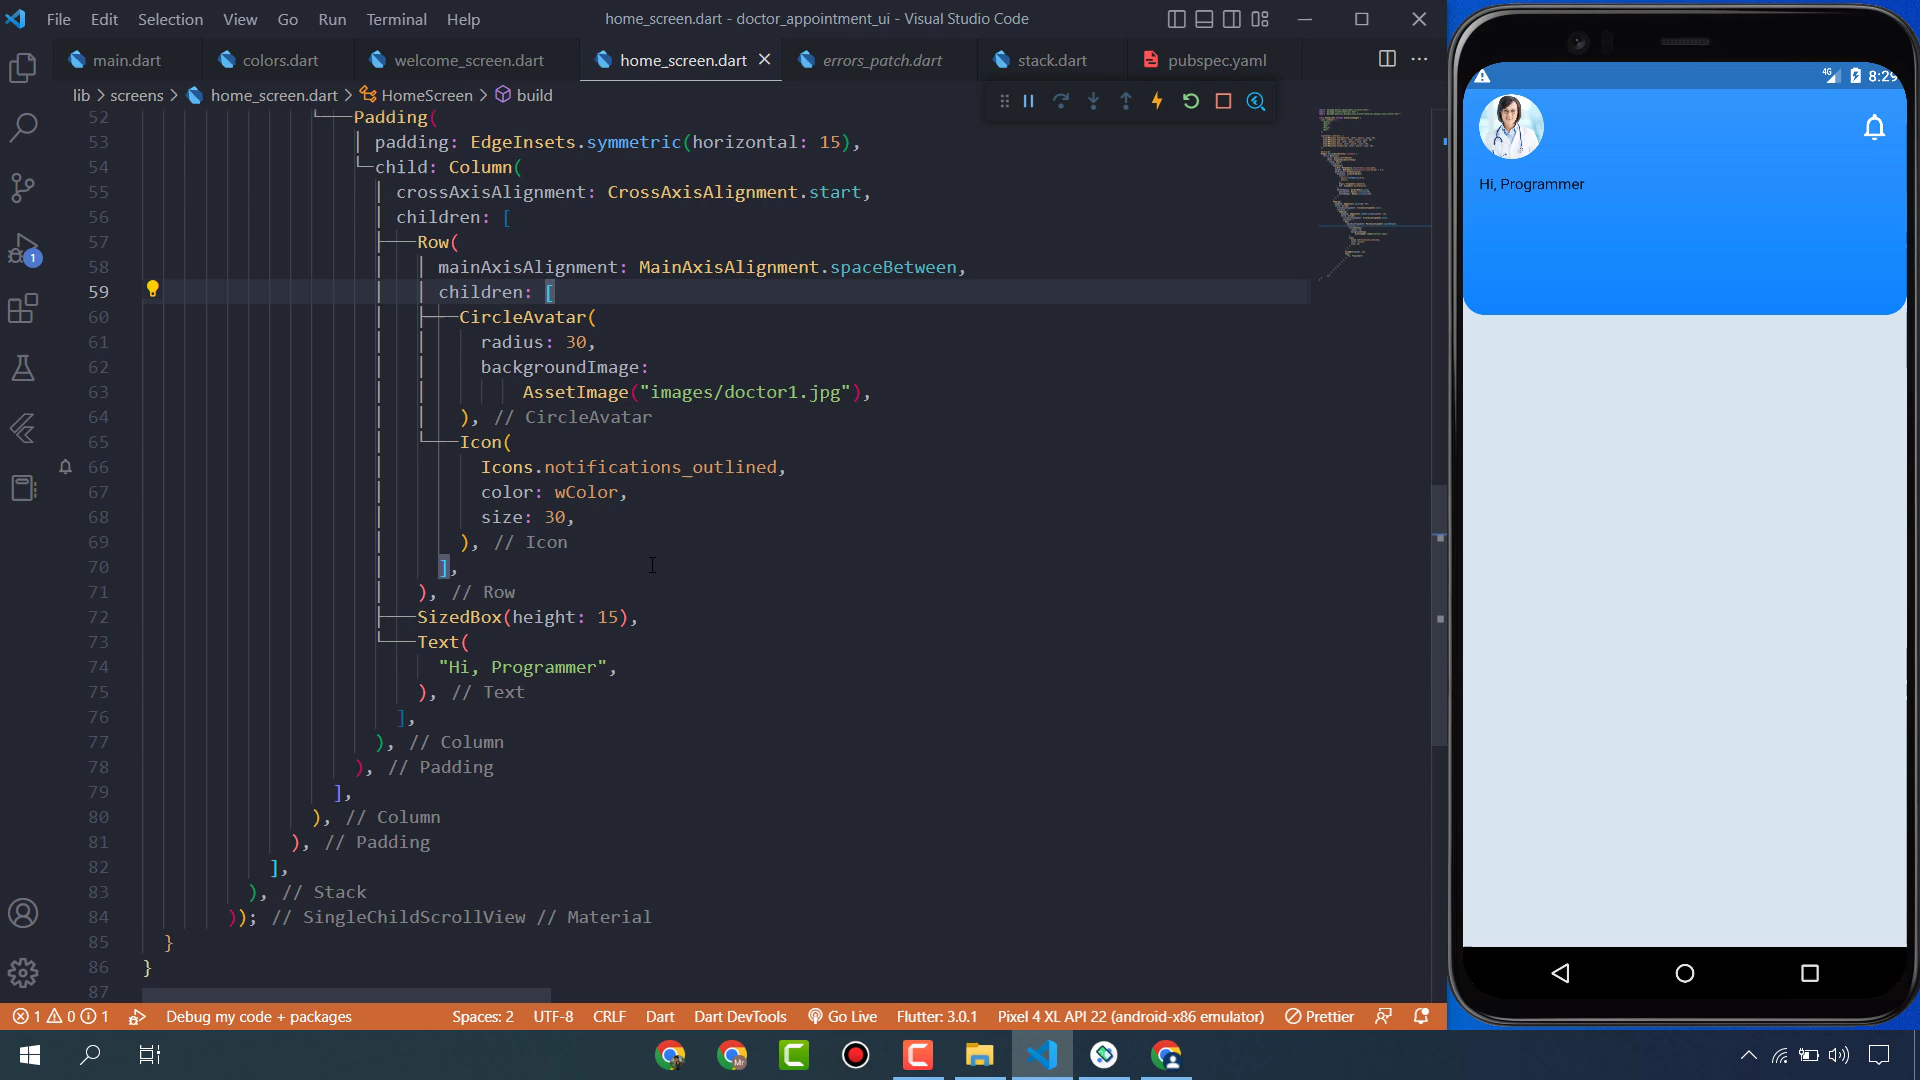 File Edit Selection View Go Run Terminal Help
home_screen.dart - doctor_appointment_ui - Visual Studio Code
main.dart
colors.dart
welcome_screen.dart
home_screen.dart
errors_patch.dart
stack.dart
pubspec.yaml
lib > screens > home_screen.dart > HomeScreen > build
52 Padding(
53 padding: EdgeInsets.symmetric(horizontal: 15),
54 child: Column(
55 crossAxisAlignment: CrossAxisAlignment.start,
56 children: [
57 Row(
58 mainAxisAlignment: MainAxisAlignment.spaceBetween,
59 children: [
60 CircleAvatar(
61 radius: 30,
62 backgroundImage:
63 AssetImage("images/doctor1.jpg"),
64 ), // CircleAvatar
65 Icon(
66 Icons.notifications_outlined,
67 color: wColor,
68 size: 30,
69 ), // Icon
70 ],
71 ), // Row
72 SizedBox(height: 15),
73 Text(
74 "Hi, Programmer",
75 ), // Text
76 ],
77 ), // Column
78 ), // Padding
79 ],
80 ), // Column
81 ), // Padding
82 ],
83 ), // Stack
84 )); // SingleChildScrollView // Material
85 }
86 }
87
1
1 0 1 Debug my code + packages Spaces: 2 UTF-8 CRLF Dart Dart DevTools Go Live Flutter: 3.0.1 Pixel 4 XL API 22 (android-x86 emulator) Prettier
4G 8:29
Hi, Programmer